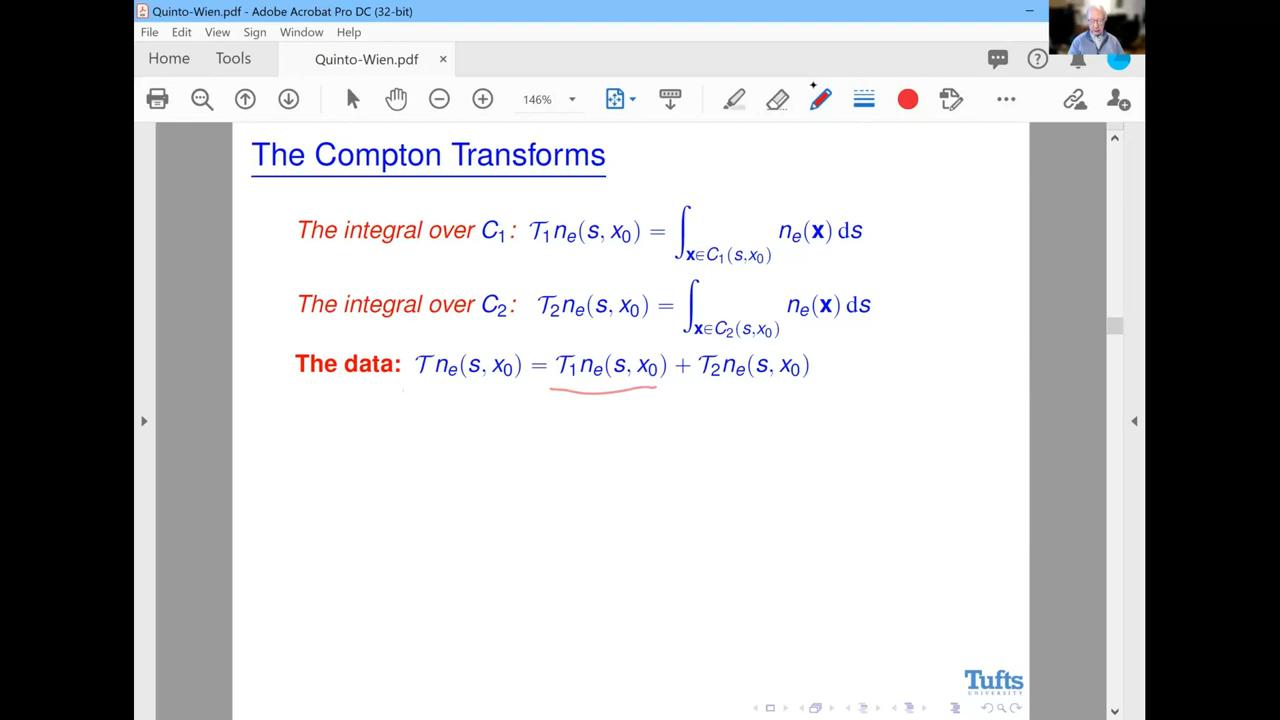 Quinto-Wien.pdf - Adobe Acrobat Pro DC (32-bit)
File Edit View Sign Window Help
Home Tools Quinto-Wien.pdf ×
146%
The Compton Transforms
The integral over C₁ : 𝒯₁nₑ(s, x₀) = ∫_{x∈C₁(s,x₀)} nₑ(x) ds
The integral over C₂ : 𝒯₂nₑ(s, x₀) = ∫_{x∈C₂(s,x₀)} nₑ(x) ds
The data: 𝒯nₑ(s, x₀) = 𝒯₁nₑ(s, x₀) + 𝒯₂nₑ(s, x₀)
Tufts